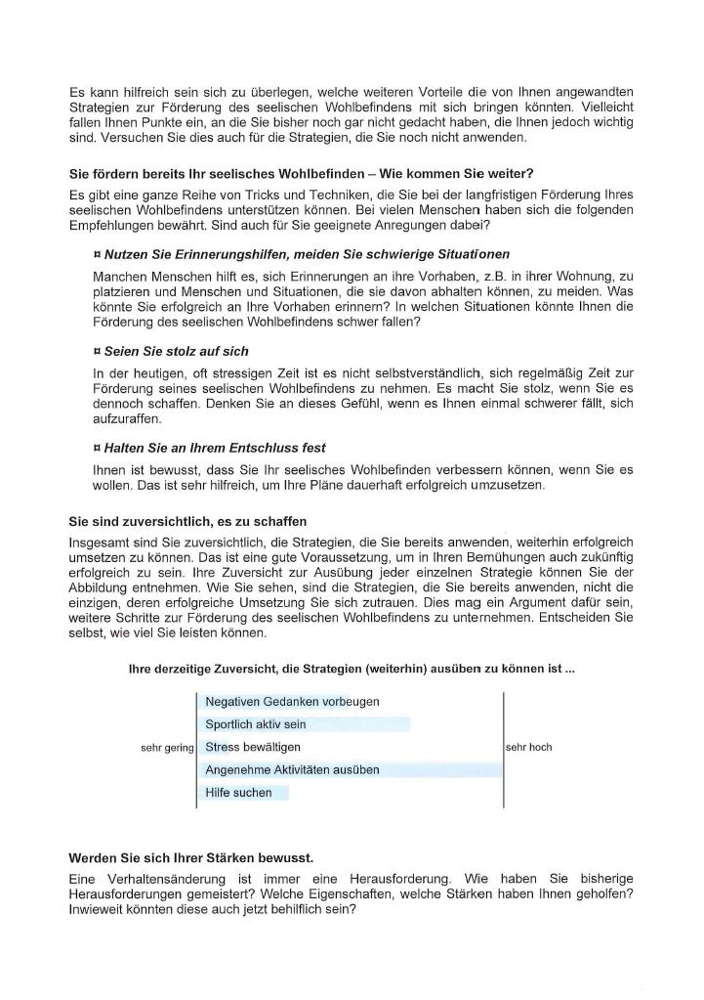 Es kann hilfreich sein sich zu überlegen, welche weiteren Vorteile die von Ihnen angewandten
Strategien zur Förderung des seelischen Wohlbefindens mit sich bringen könnten. Vielleicht
fallen Ihnen Punkte ein, an die Sie bisher noch gar nicht gedacht haben, die Ihnen jedoch wichtig
sind. Versuchen Sie dies auch für die Strategien, die Sie noch nicht anwenden.
Sie fördern bereits Ihr seelisches Wohlbefinden – Wie kommen Sie weiter?
Es gibt eine ganze Reihe von Tricks und Techniken, die Sie bei der langfristigen Förderung Ihres
seelischen Wohlbefindens unterstützen können. Bei vielen Menschen haben sich die folgenden
Empfehlungen bewährt. Sind auch für Sie geeignete Anregungen dabei?
¤ Nutzen Sie Erinnerungshilfen, meiden Sie schwierige Situationen
Manchen Menschen hilft es, sich Erinnerungen an ihre Vorhaben, z.B. in ihrer Wohnung, zu
platzieren und Menschen und Situationen, die sie davon abhalten können, zu meiden. Was
könnte Sie erfolgreich an Ihre Vorhaben erinnern? In welchen Situationen könnte Ihnen die
Förderung des seelischen Wohlbefindens schwer fallen?
¤ Seien Sie stolz auf sich
In der heutigen, oft stressigen Zeit ist es nicht selbstverständlich, sich regelmäßig Zeit zur
Förderung seines seelischen Wohlbefindens zu nehmen. Es macht Sie stolz, wenn Sie es
dennoch schaffen. Denken Sie an dieses Gefühl, wenn es Ihnen einmal schwerer fällt, sich
aufzuraffen.
¤ Halten Sie an Ihrem Entschluss fest
Ihnen ist bewusst, dass Sie Ihr seelisches Wohlbefinden verbessern können, wenn Sie es
wollen. Das ist sehr hilfreich, um Ihre Pläne dauerhaft erfolgreich umzusetzen.
Sie sind zuversichtlich, es zu schaffen
Insgesamt sind Sie zuversichtlich, die Strategien, die Sie bereits anwenden, weiterhin erfolgreich
umsetzen zu können. Das ist eine gute Voraussetzung, um in Ihren Bemühungen auch zukünftig
erfolgreich zu sein. Ihre Zuversicht zur Ausübung jeder einzelnen Strategie können Sie der
Abbildung entnehmen. Wie Sie sehen, sind die Strategien, die Sie bereits anwenden, nicht die
einzigen, deren erfolgreiche Umsetzung Sie sich zutrauen. Dies mag ein Argument dafür sein,
weitere Schritte zur Förderung des seelischen Wohlbefindens zu unternehmen. Entscheiden Sie
selbst, wie viel Sie leisten können.
Ihre derzeitige Zuversicht, die Strategien (weiterhin) ausüben zu können ist ...
Negativen Gedanken vorbeugen
Sportlich aktiv sein
sehr gering Stress bewältigen sehr hoch
Angenehme Aktivitäten ausüben
Hilfe suchen
Werden Sie sich Ihrer Stärken bewusst.
Eine Verhaltensänderung ist immer eine Herausforderung. Wie haben Sie bisherige
Herausforderungen gemeistert? Welche Eigenschaften, welche Stärken haben Ihnen geholfen?
Inwieweit könnten diese auch jetzt behilflich sein?